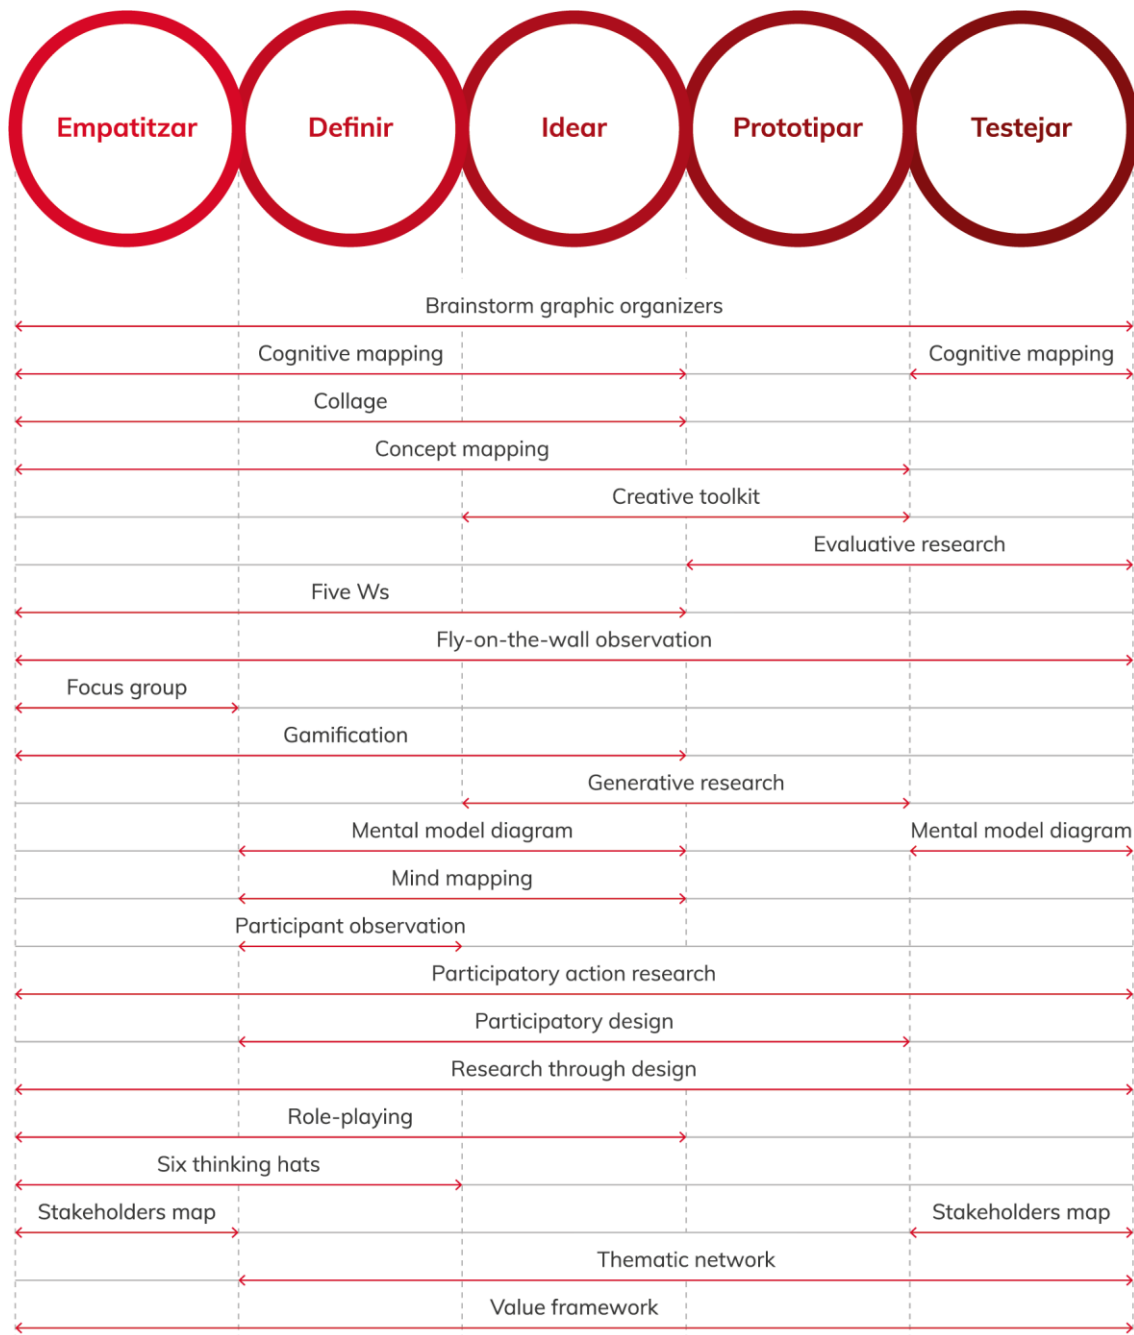 Empatitzar Definir Idear Prototipar Testejar
Brainstorm graphic organizers
Cognitive mapping Cognitive mapping
Collage
Concept mapping
Creative toolkit
Evaluative research
Five Ws
Fly-on-the-wall observation
Focus group
Gamification
Generative research
Mental model diagram Mental model diagram
Mind mapping
Participant observation
Participatory action research
Participatory design
Research through design
Role-playing
Six thinking hats
Stakeholders map Stakeholders map
Thematic network
Value framework